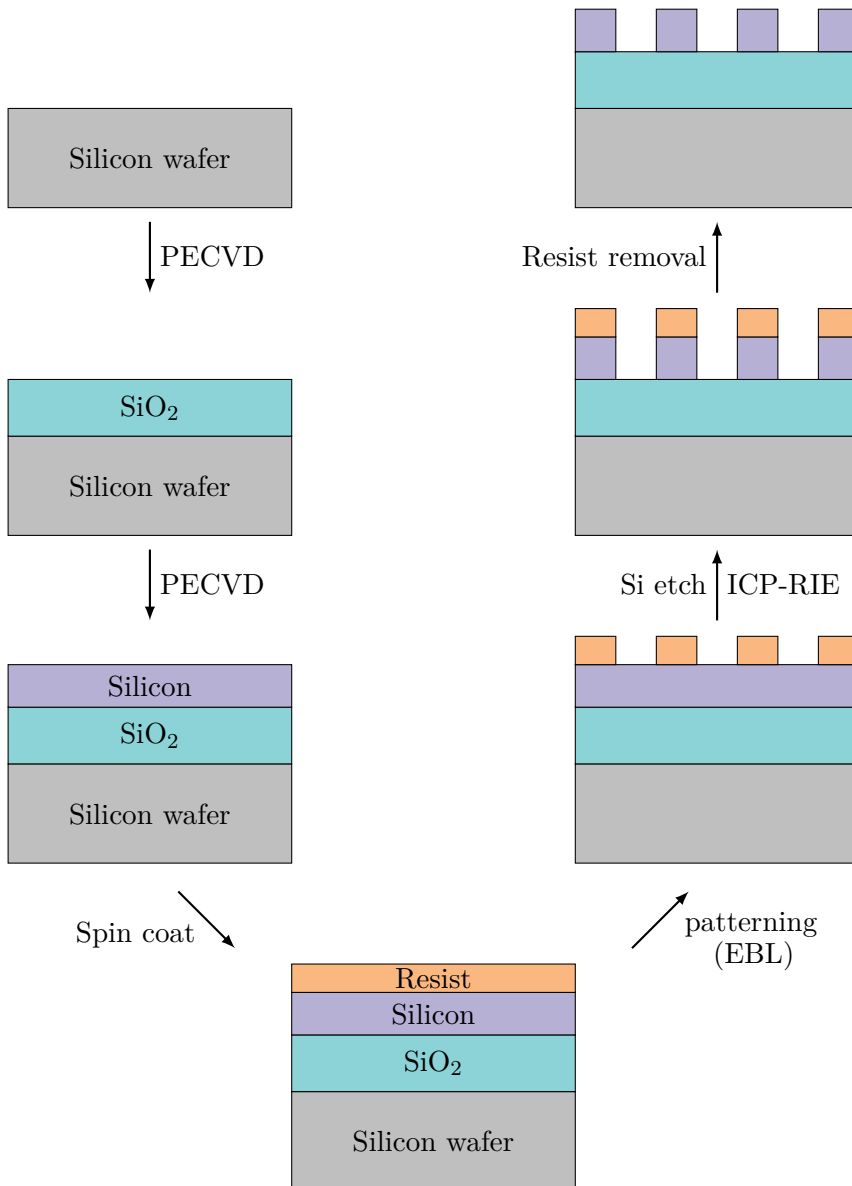 Silicon wafer
PECVD
SiO₂
Silicon wafer
PECVD
Silicon
SiO₂
Silicon wafer
Spin coat
Resist
Silicon
SiO₂
Silicon wafer
patterning
(EBL)
Si etch ICP-RIE
Resist removal